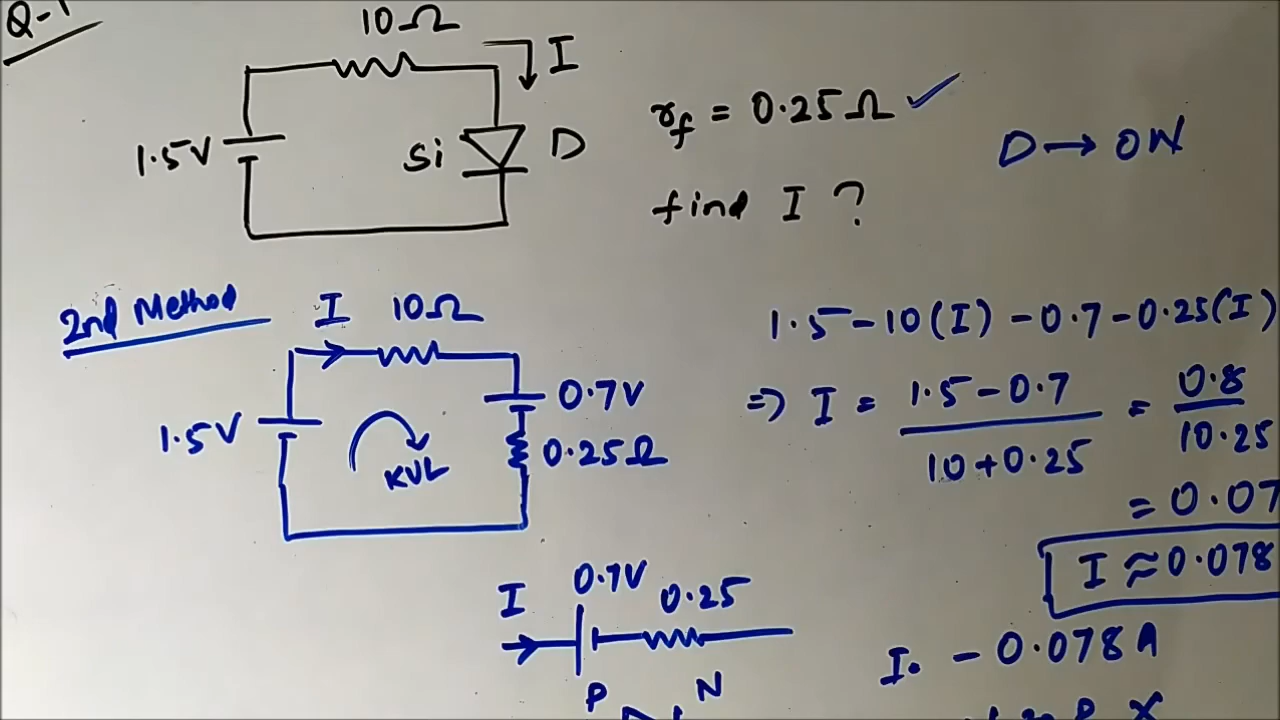 Q-1
10Ω
I
1.5V
Si
D
rf = 0.25Ω ✓
D → ON
find I ?
2nd Method
I 10Ω
1.5V
0.7V
0.25Ω
KVL
1.5-10(I)-0.7-0.25(I)
⇒ I = 1.5-0.7 / 10+0.25 = 0.8 / 10.25
= 0.07
I ≈ 0.078
I 0.7V 0.25
P N
I. - 0.078A